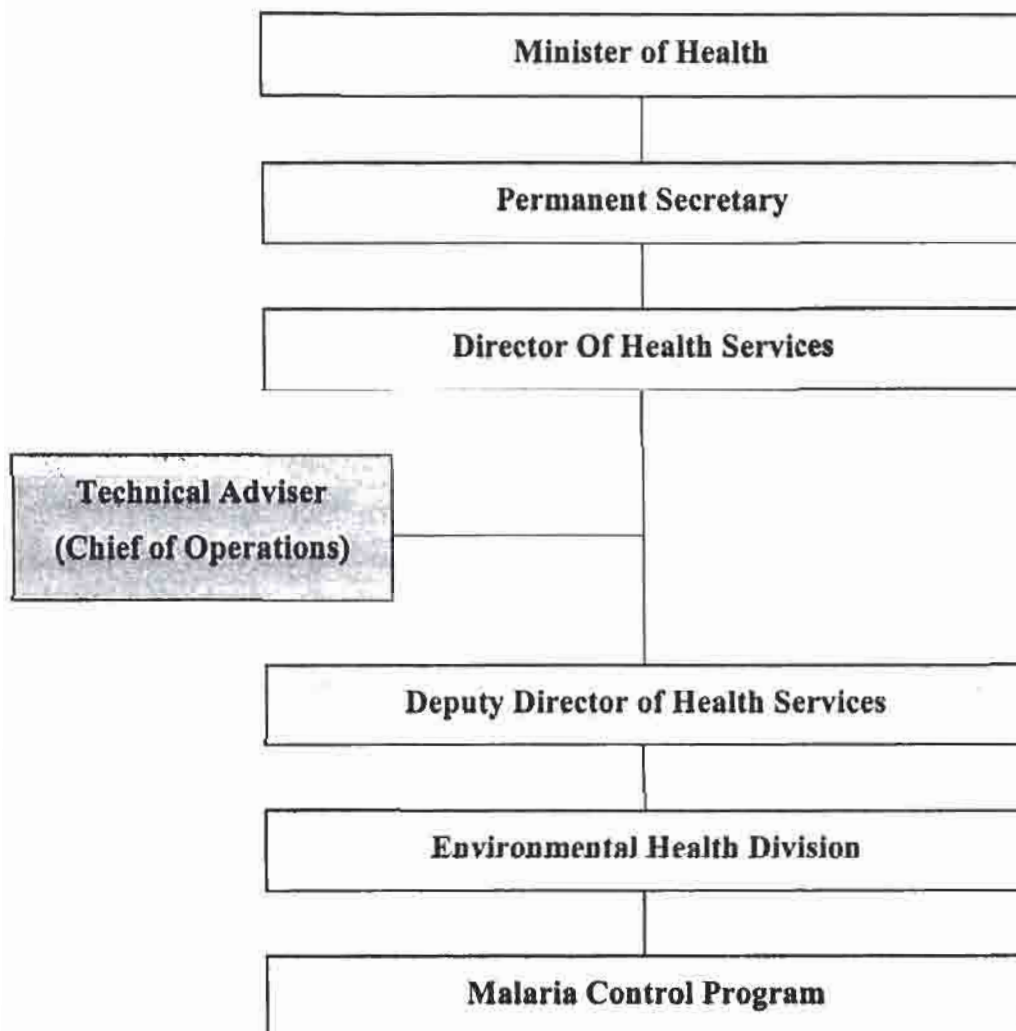 Minister of Health
Permanent Secretary
Director Of Health Services
Technical Adviser
(Chief of Operations)
Deputy Director of Health Services
Environmental Health Division
Malaria Control Program